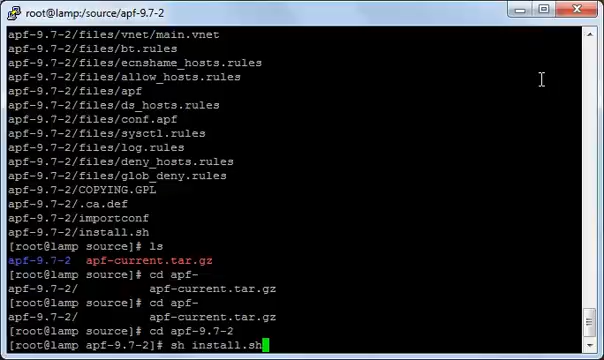 root@lamp:/source/apf-9.7-2
apf-9.7-2/files/vnet/main.vnet
apf-9.7-2/files/bt.rules
apf-9.7-2/files/ecnshame_hosts.rules
apf-9.7-2/files/allow_hosts.rules
apf-9.7-2/files/apf
apf-9.7-2/files/ds_hosts.rules
apf-9.7-2/files/conf.apf
apf-9.7-2/files/sysctl.rules
apf-9.7-2/files/log.rules
apf-9.7-2/files/deny_hosts.rules
apf-9.7-2/files/glob_deny.rules
apf-9.7-2/COPYING.GPL
apf-9.7-2/.ca.def
apf-9.7-2/importconf
apf-9.7-2/install.sh
[root@lamp source]# ls
apf-9.7-2  apf-current.tar.gz
[root@lamp source]# cd apf-
apf-9.7-2/          apf-current.tar.gz
[root@lamp source]# cd apf-
apf-9.7-2/          apf-current.tar.gz
[root@lamp source]# cd apf-9.7-2
[root@lamp apf-9.7-2]# sh install.sh